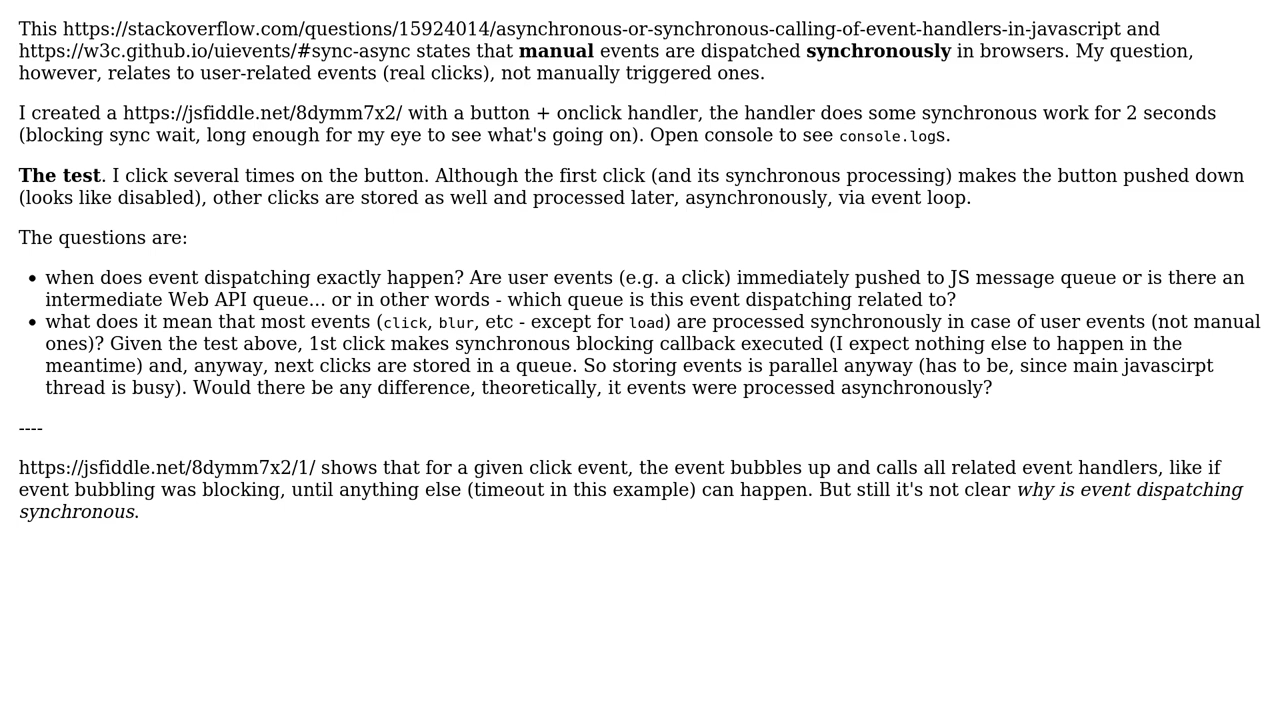 This https://stackoverflow.com/questions/15924014/asynchronous-or-synchronous-calling-of-event-handlers-in-javascript and
https://w3c.github.io/uievents/#sync-async states that manual events are dispatched synchronously in browsers. My question,
however, relates to user-related events (real clicks), not manually triggered ones.
I created a https://jsfiddle.net/8dymm7x2/ with a button + onclick handler, the handler does some synchronous work for 2 seconds
(blocking sync wait, long enough for my eye to see what's going on). Open console to see console.logs.
The test. I click several times on the button. Although the first click (and its synchronous processing) makes the button pushed down
(looks like disabled), other clicks are stored as well and processed later, asynchronously, via event loop.
The questions are:
• when does event dispatching exactly happen? Are user events (e.g. a click) immediately pushed to JS message queue or is there an
intermediate Web API queue... or in other words - which queue is this event dispatching related to?
• what does it mean that most events (click, blur, etc - except for load) are processed synchronously in case of user events (not manual
ones)? Given the test above, 1st click makes synchronous blocking callback executed (I expect nothing else to happen in the
meantime) and, anyway, next clicks are stored in a queue. So storing events is parallel anyway (has to be, since main javascirpt
thread is busy). Would there be any difference, theoretically, it events were processed asynchronously?
----
https://jsfiddle.net/8dymm7x2/1/ shows that for a given click event, the event bubbles up and calls all related event handlers, like if
event bubbling was blocking, until anything else (timeout in this example) can happen. But still it's not clear why is event dispatching
synchronous.